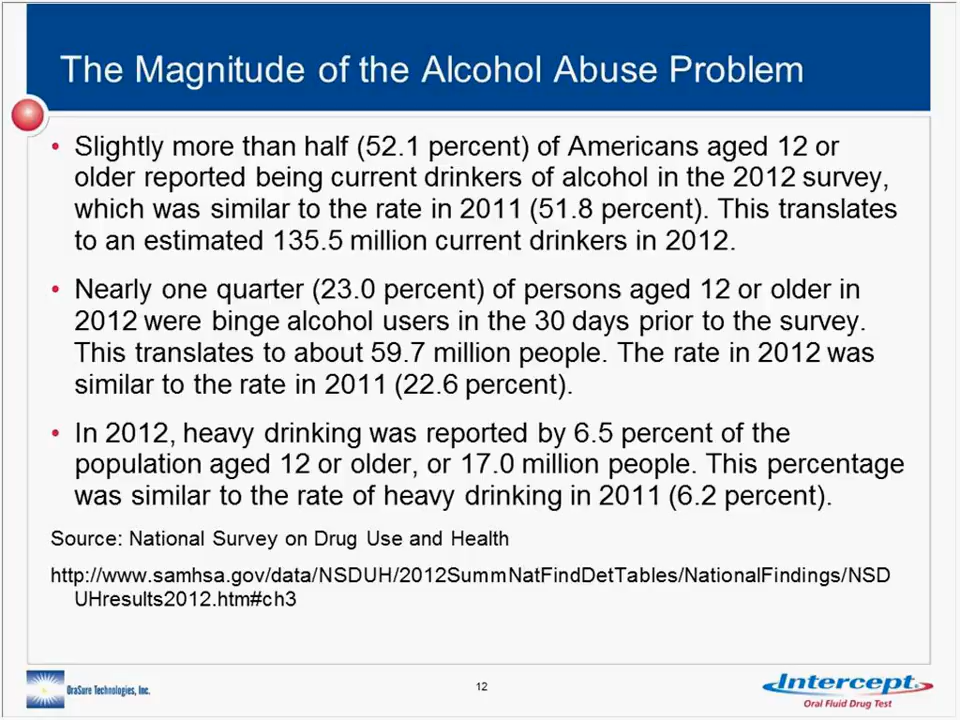 The Magnitude of the Alcohol Abuse Problem
• Slightly more than half (52.1 percent) of Americans aged 12 or
older reported being current drinkers of alcohol in the 2012 survey,
which was similar to the rate in 2011 (51.8 percent). This translates
to an estimated 135.5 million current drinkers in 2012.
• Nearly one quarter (23.0 percent) of persons aged 12 or older in
2012 were binge alcohol users in the 30 days prior to the survey.
This translates to about 59.7 million people. The rate in 2012 was
similar to the rate in 2011 (22.6 percent).
• In 2012, heavy drinking was reported by 6.5 percent of the
population aged 12 or older, or 17.0 million people. This percentage
was similar to the rate of heavy drinking in 2011 (6.2 percent).
Source: National Survey on Drug Use and Health
http://www.samhsa.gov/data/NSDUH/2012SummNatFindDetTables/NationalFindings/NSD
UHresults2012.htm#ch3
OraSure Technologies, Inc.
12
Intercept
Oral Fluid Drug Test